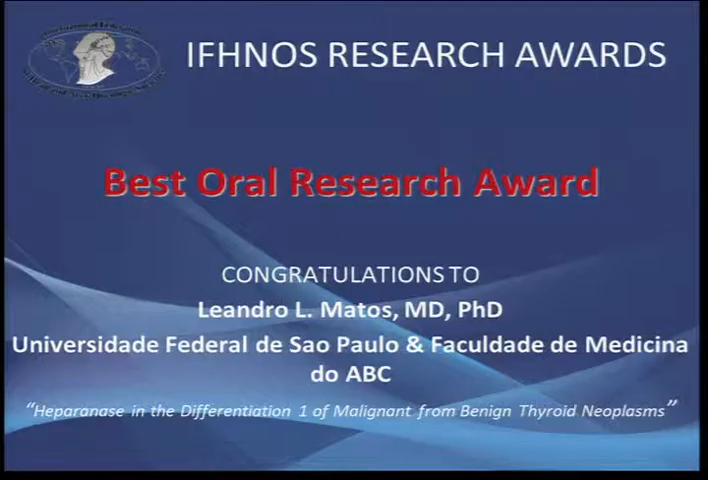 IFHNOS RESEARCH AWARDS
Best Oral Research Award
CONGRATULATIONS TO
Leandro L. Matos, MD, PhD
Universidade Federal de Sao Paulo & Faculdade de Medicina
do ABC
“Heparanase in the Differentiation 1 of Malignant from Benign Thyroid Neoplasms”